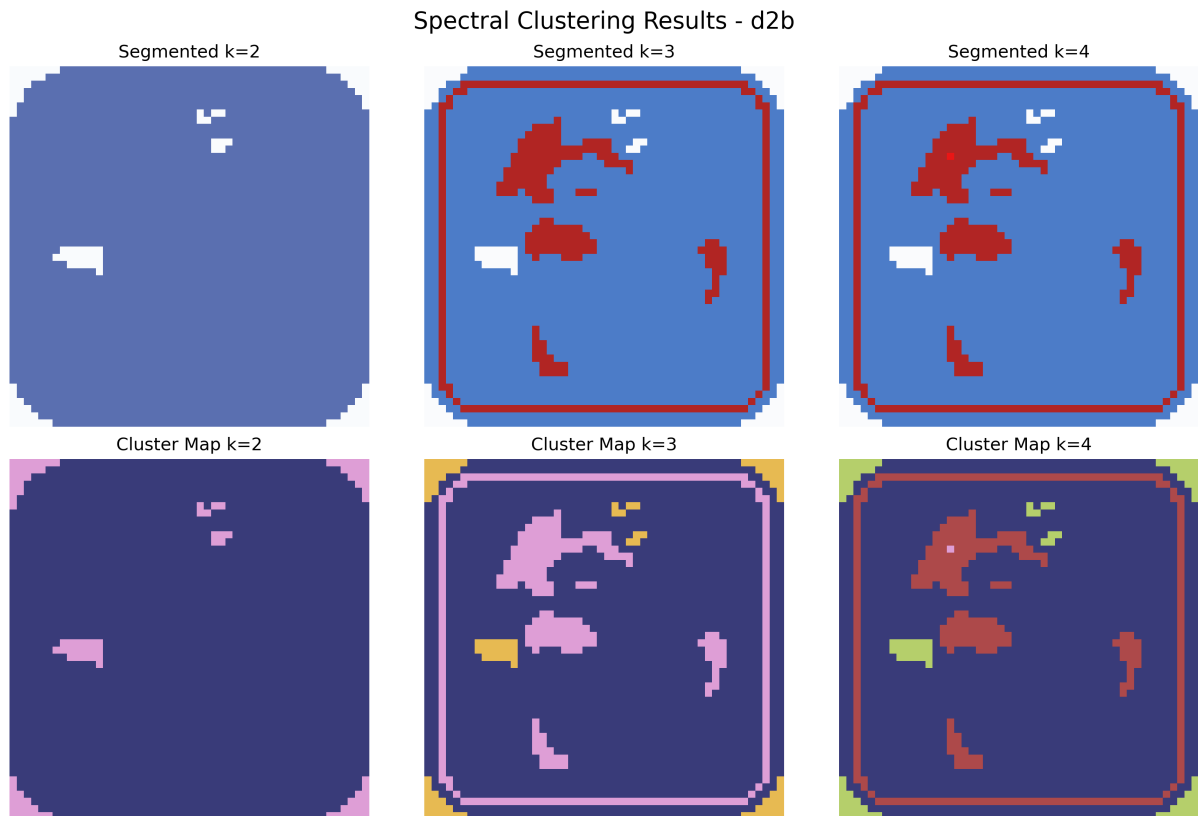 Spectral Clustering Results - d2b
Segmented k=2
Segmented k=3
Segmented k=4
Cluster Map k=2
Cluster Map k=3
Cluster Map k=4